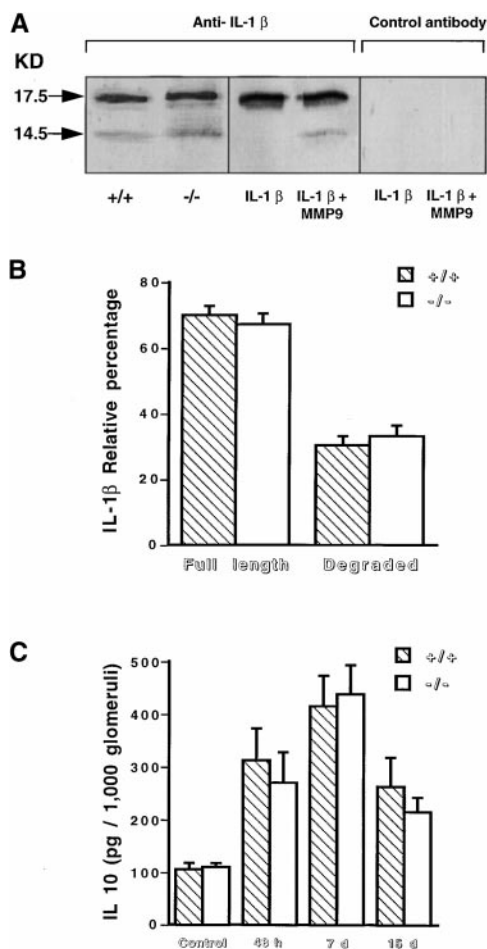 A
Anti- IL-1 β
Control antibody
KD
17.5
14.5
+/+
-/-
IL-1 β
IL-1 β + MMP9
IL-1 β
IL-1 β + MMP9
B
+/+
-/-
IL-1β Relative percentage
80
60
40
20
0
Full length
Degraded
C
+/+
-/-
IL 10 (pg / 1,000 glomeruli)
500
400
300
200
100
0
Control
48 h
7 d
15 d